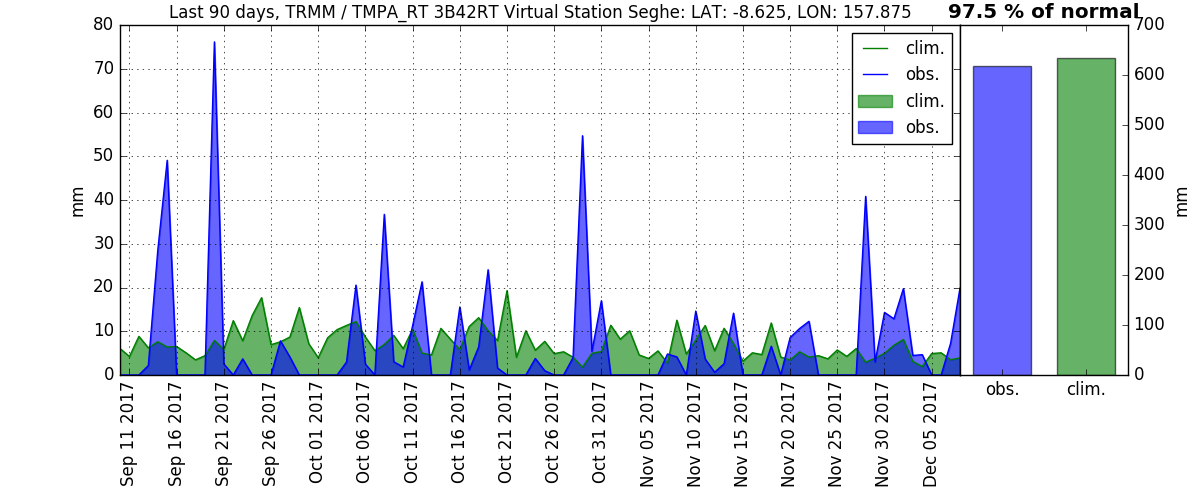 Last 90 days, TRMM / TMPA_RT 3B42RT Virtual Station Seghe: LAT: -8.625, LON: 157.875
97.5 % of normal
80
70
60
50
40
30
20
10
0
mm
clim.
obs.
clim.
obs.
Sep 11 2017
Sep 16 2017
Sep 21 2017
Sep 26 2017
Oct 01 2017
Oct 06 2017
Oct 11 2017
Oct 16 2017
Oct 21 2017
Oct 26 2017
Oct 31 2017
Nov 05 2017
Nov 10 2017
Nov 15 2017
Nov 20 2017
Nov 25 2017
Nov 30 2017
Dec 05 2017
obs.
clim.
700
600
500
400
300
200
100
0
mm